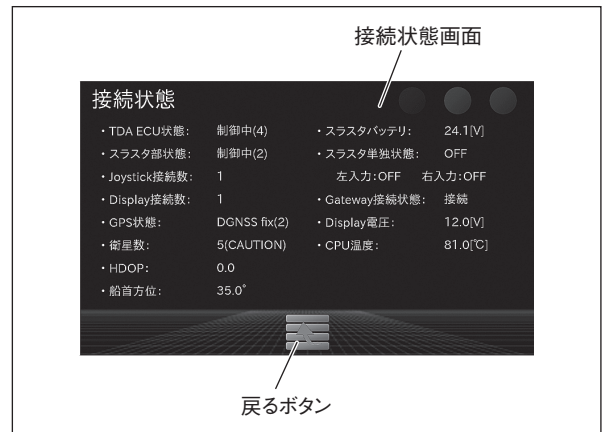 接続状態画面
接続状態
・TDA ECU状態： 制御中(4)
・スラスタ部状態： 制御中(2)
・Joystick接続数： 1
・Display接続数： 1
・GPS状態： DGNSS fix(2)
・衛星数： 5(CAUTION)
・HDOP： 0.0
・船首方位： 35.0°
・スラスタバッテリ： 24.1[V]
・スラスタ単独状態： OFF
左入力：OFF 右入力：OFF
・Gateway接続状態： 接続
・Display電圧： 12.0[V]
・CPU温度： 81.0[℃]
戻るボタン